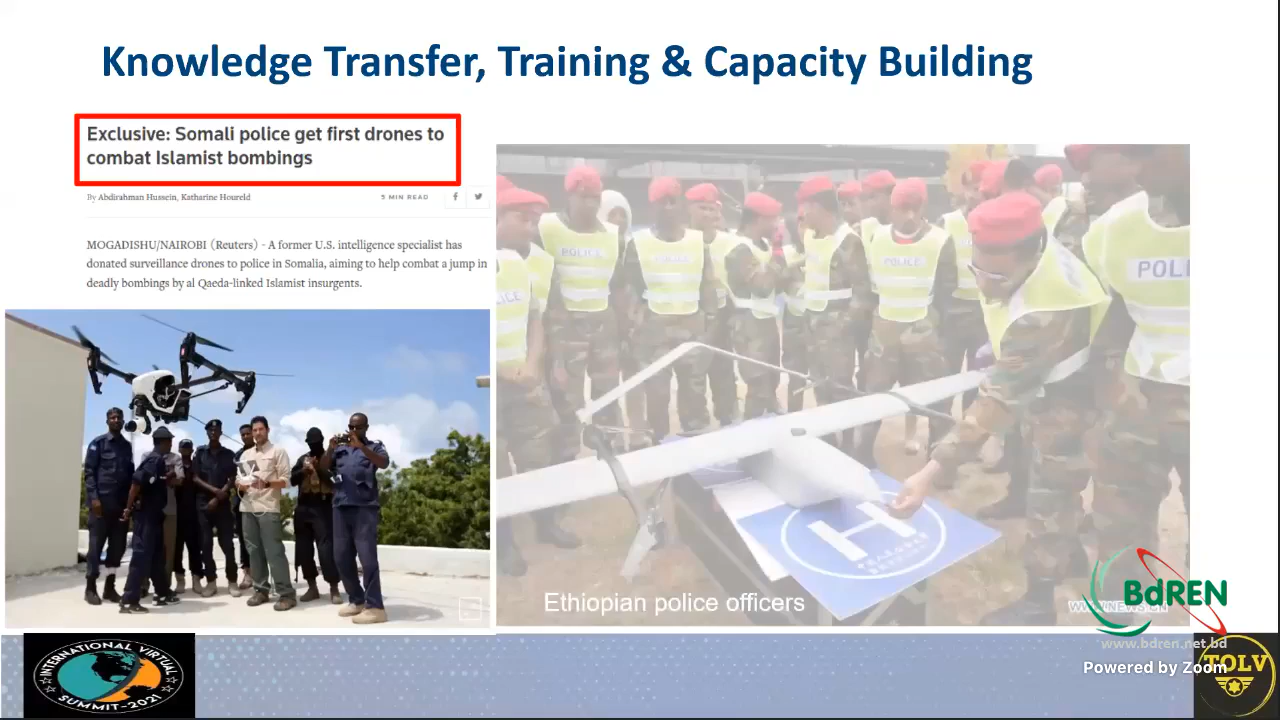 Knowledge Transfer, Training & Capacity Building
Exclusive: Somali police get first drones to
combat Islamist bombings
By Abdirahman Hussein, Katharine Houreld
5 MIN READ
MOGADISHU/NAIROBI (Reuters) - A former U.S. intelligence specialist has
donated surveillance drones to police in Somalia, aiming to help combat a jump in
deadly bombings by al Qaeda-linked Islamist insurgents.
POLICE
POLICE
POLICE
H
Ethiopian police officers
BdREN
www.bdren.net.bd
Powered by Zoom
INTERNATIONAL VIRTUAL
SUMMIT-2021
TOLV